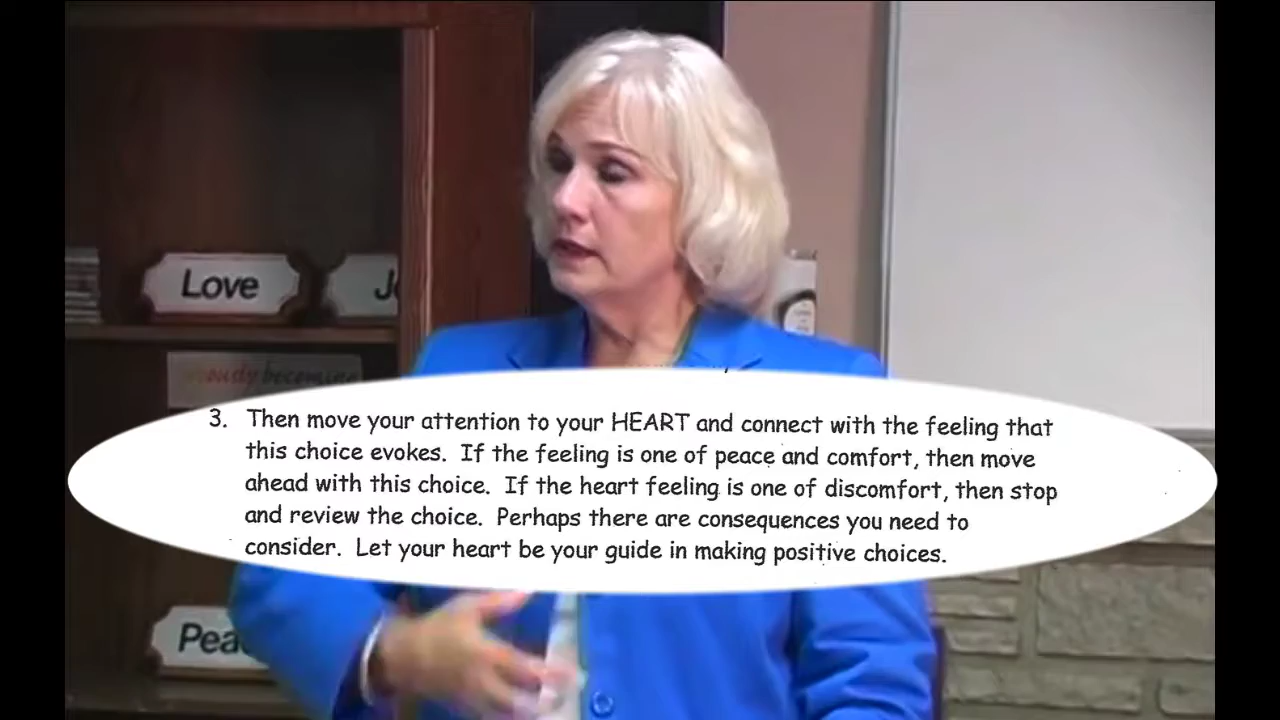 Love
3. Then move your attention to your HEART and connect with the feeling that
this choice evokes. If the feeling is one of peace and comfort, then move
ahead with this choice. If the heart feeling is one of discomfort, then stop
and review the choice. Perhaps there are consequences you need to
consider. Let your heart be your guide in making positive choices.